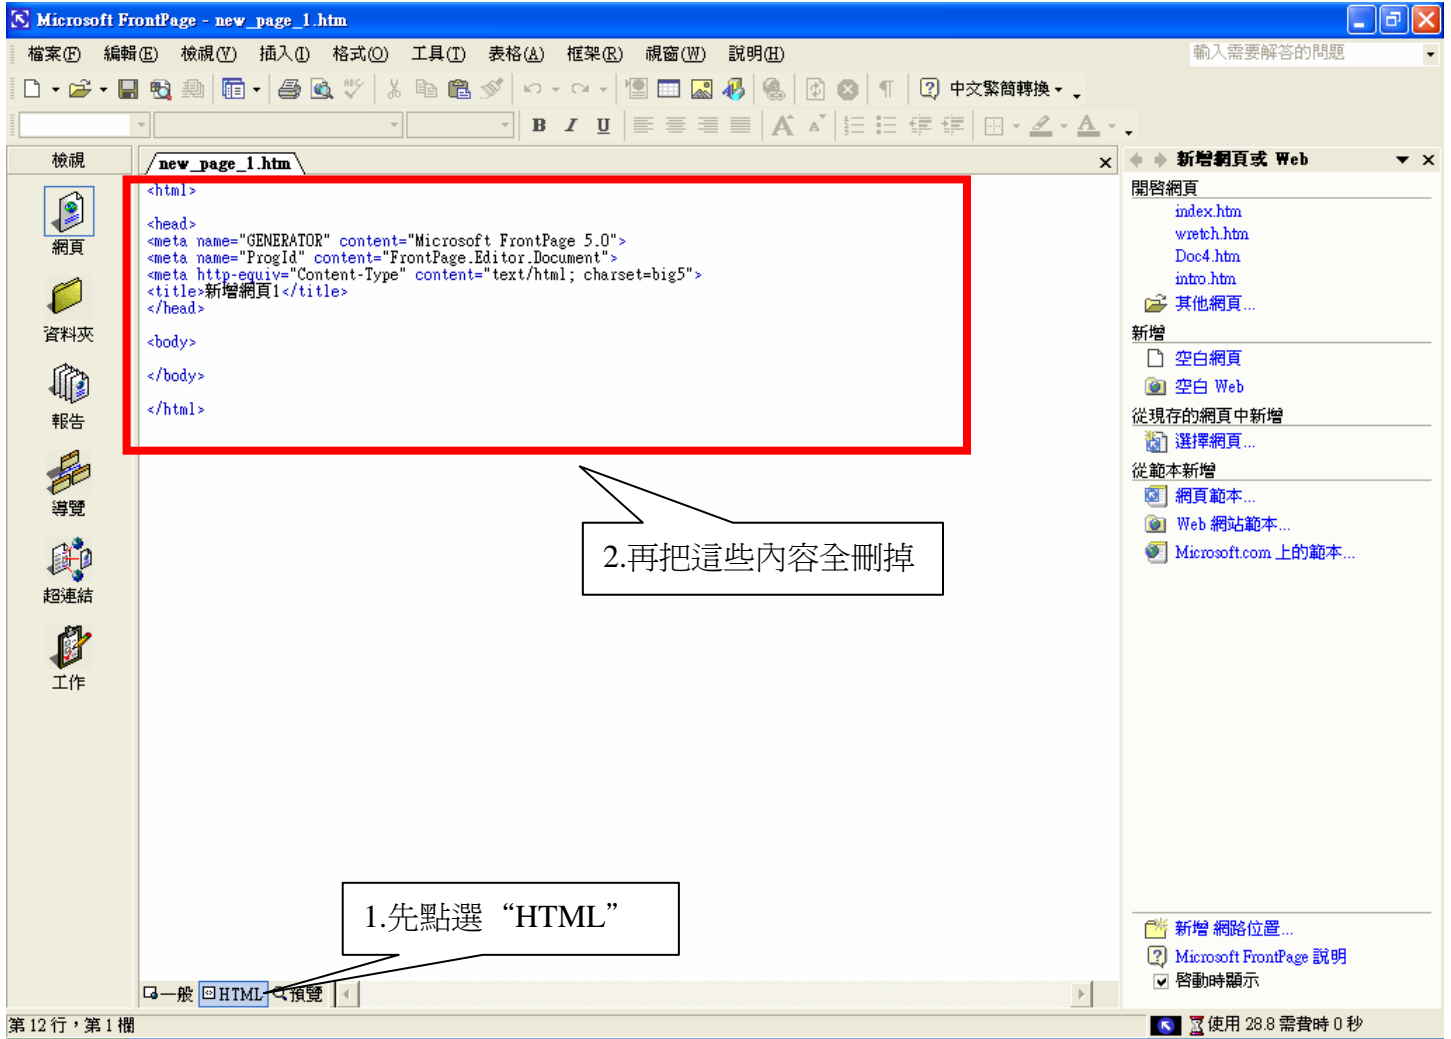 Microsoft FrontPage - new_page_1.htm
檔案(F) 編輯(E) 檢視(V) 插入(I) 格式(O) 工具(T) 表格(A) 框架(R) 視窗(W) 說明(H) 輸入需要解答的問題
中文繁簡轉換
B I U A A A
檢視
new_page_1.htm
新增網頁或 Web
<html>
<head>
<meta name="GENERATOR" content="Microsoft FrontPage 5.0">
<meta name="ProgId" content="FrontPage.Editor.Document">
<meta http-equiv="Content-Type" content="text/html; charset=big5">
<title>新增網頁1</title>
</head>
<body>
</body>
</html>
網頁
資料夾
報告
導覽
超連結
工作
2.再把這些內容全刪掉
1.先點選“HTML”
開啓網頁
index.htm
wretch.htm
Doc4.htm
intro.htm
其他網頁...
新增
空白網頁
空白 Web
從現存的網頁中新增
選擇網頁...
從範本新增
網頁範本...
Web 網站範本...
Microsoft.com 上的範本...
新增 網路位置...
Microsoft FrontPage 說明
啓動時顯示
一般 HTML 預覽
第 12 行，第 1 欄
使用 28.8 需費時 0 秒